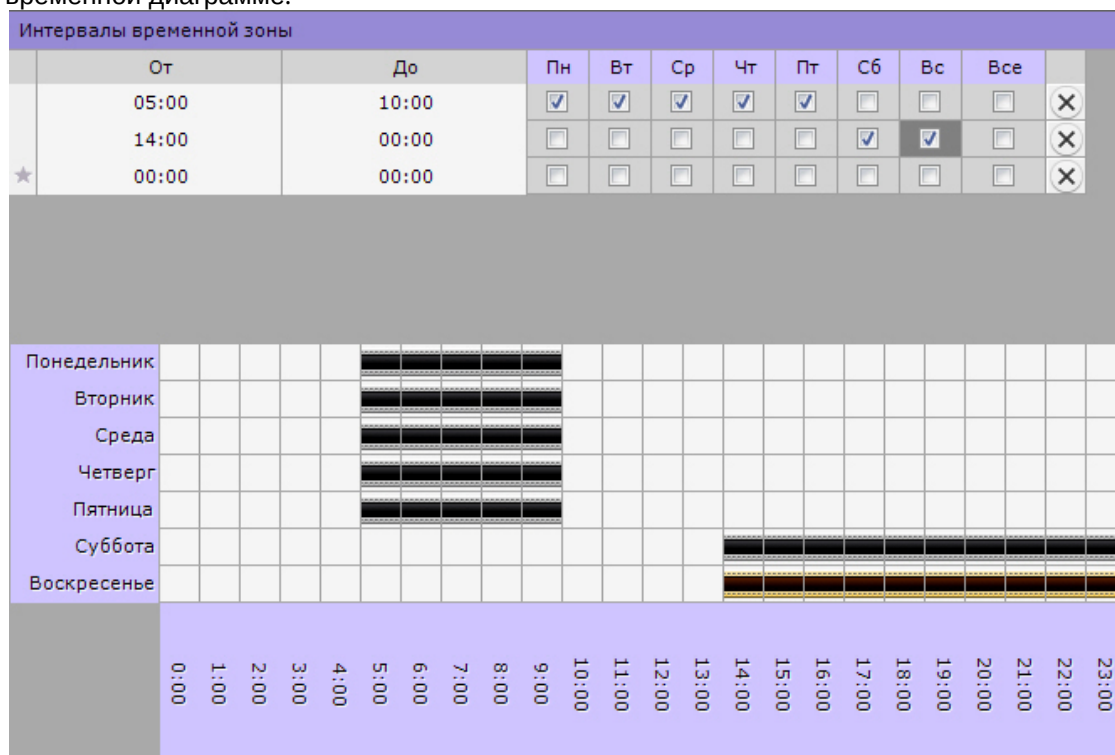 временной диаграмме.
Интервалы временной зоны
От До Пн Вт Ср Чт Пт Сб Вс Все
05:00 10:00
14:00 00:00
00:00 00:00
Понедельник
Вторник
Среда
Четверг
Пятница
Суббота
Воскресенье
0:00 1:00 2:00 3:00 4:00 5:00 6:00 7:00 8:00 9:00 10:00 11:00 12:00 13:00 14:00 15:00 16:00 17:00 18:00 19:00 20:00 21:00 22:00 23:00